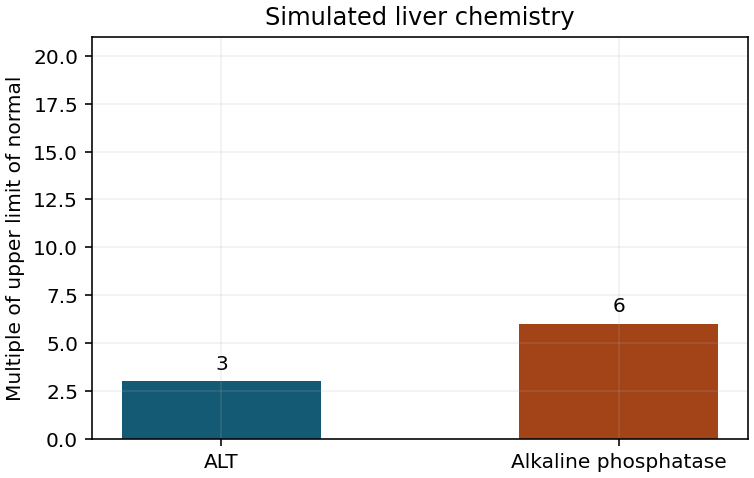 Simulated liver chemistry
Multiple of upper limit of normal
20.0
17.5
15.0
12.5
10.0
7.5
5.0
2.5
0.0
3
6
ALT
Alkaline phosphatase